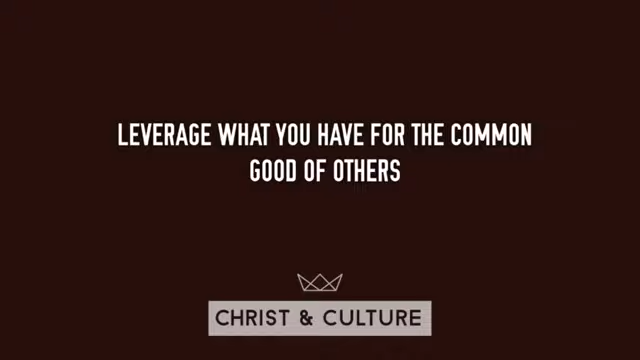 LEVERAGE WHAT YOU HAVE FOR THE COMMON
GOOD OF OTHERS
CHRIST & CULTURE